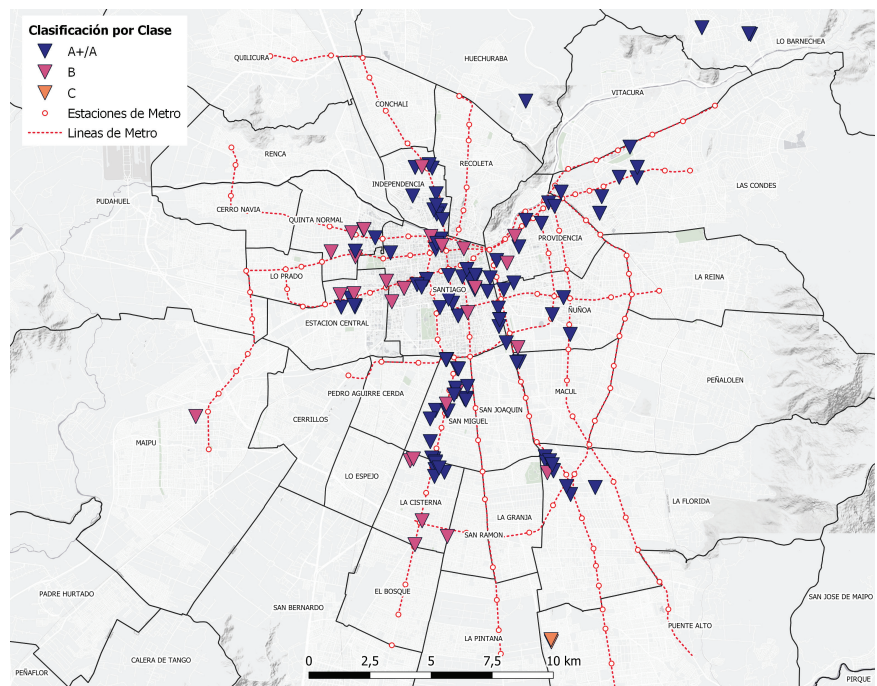 Clasificación por Clase
A+/A
B
C
Estaciones de Metro
Lineas de Metro
LO BARNECHEA
HUECHURABA
QUILICURA
VITACURA
CONCHALI
RENCA
RECOLETA
INDEPENDENCIA
LAS CONDES
PUDAHUEL
CERRO NAVIA
QUINTA NORMAL
PROVIDENCIA
LO PRADO
LA REINA
SANTIAGO
ÑUÑOA
ESTACION CENTRAL
PEÑALOLEN
PEDRO AGUIRRE CERDA
MACUL
SAN JOAQUIN
CERRILLOS
SAN MIGUEL
MAIPU
LO ESPEJO
LA CISTERNA
LA FLORIDA
LA GRANJA
SAN RAMON
EL BOSQUE
PADRE HURTADO
SAN JOSE DE MAIPO
SAN BERNARDO
PUENTE ALTO
LA PINTANA
CALERA DE TANGO
PEÑAFLOR
PIRQUE
0 2,5 5 7,5 10 km